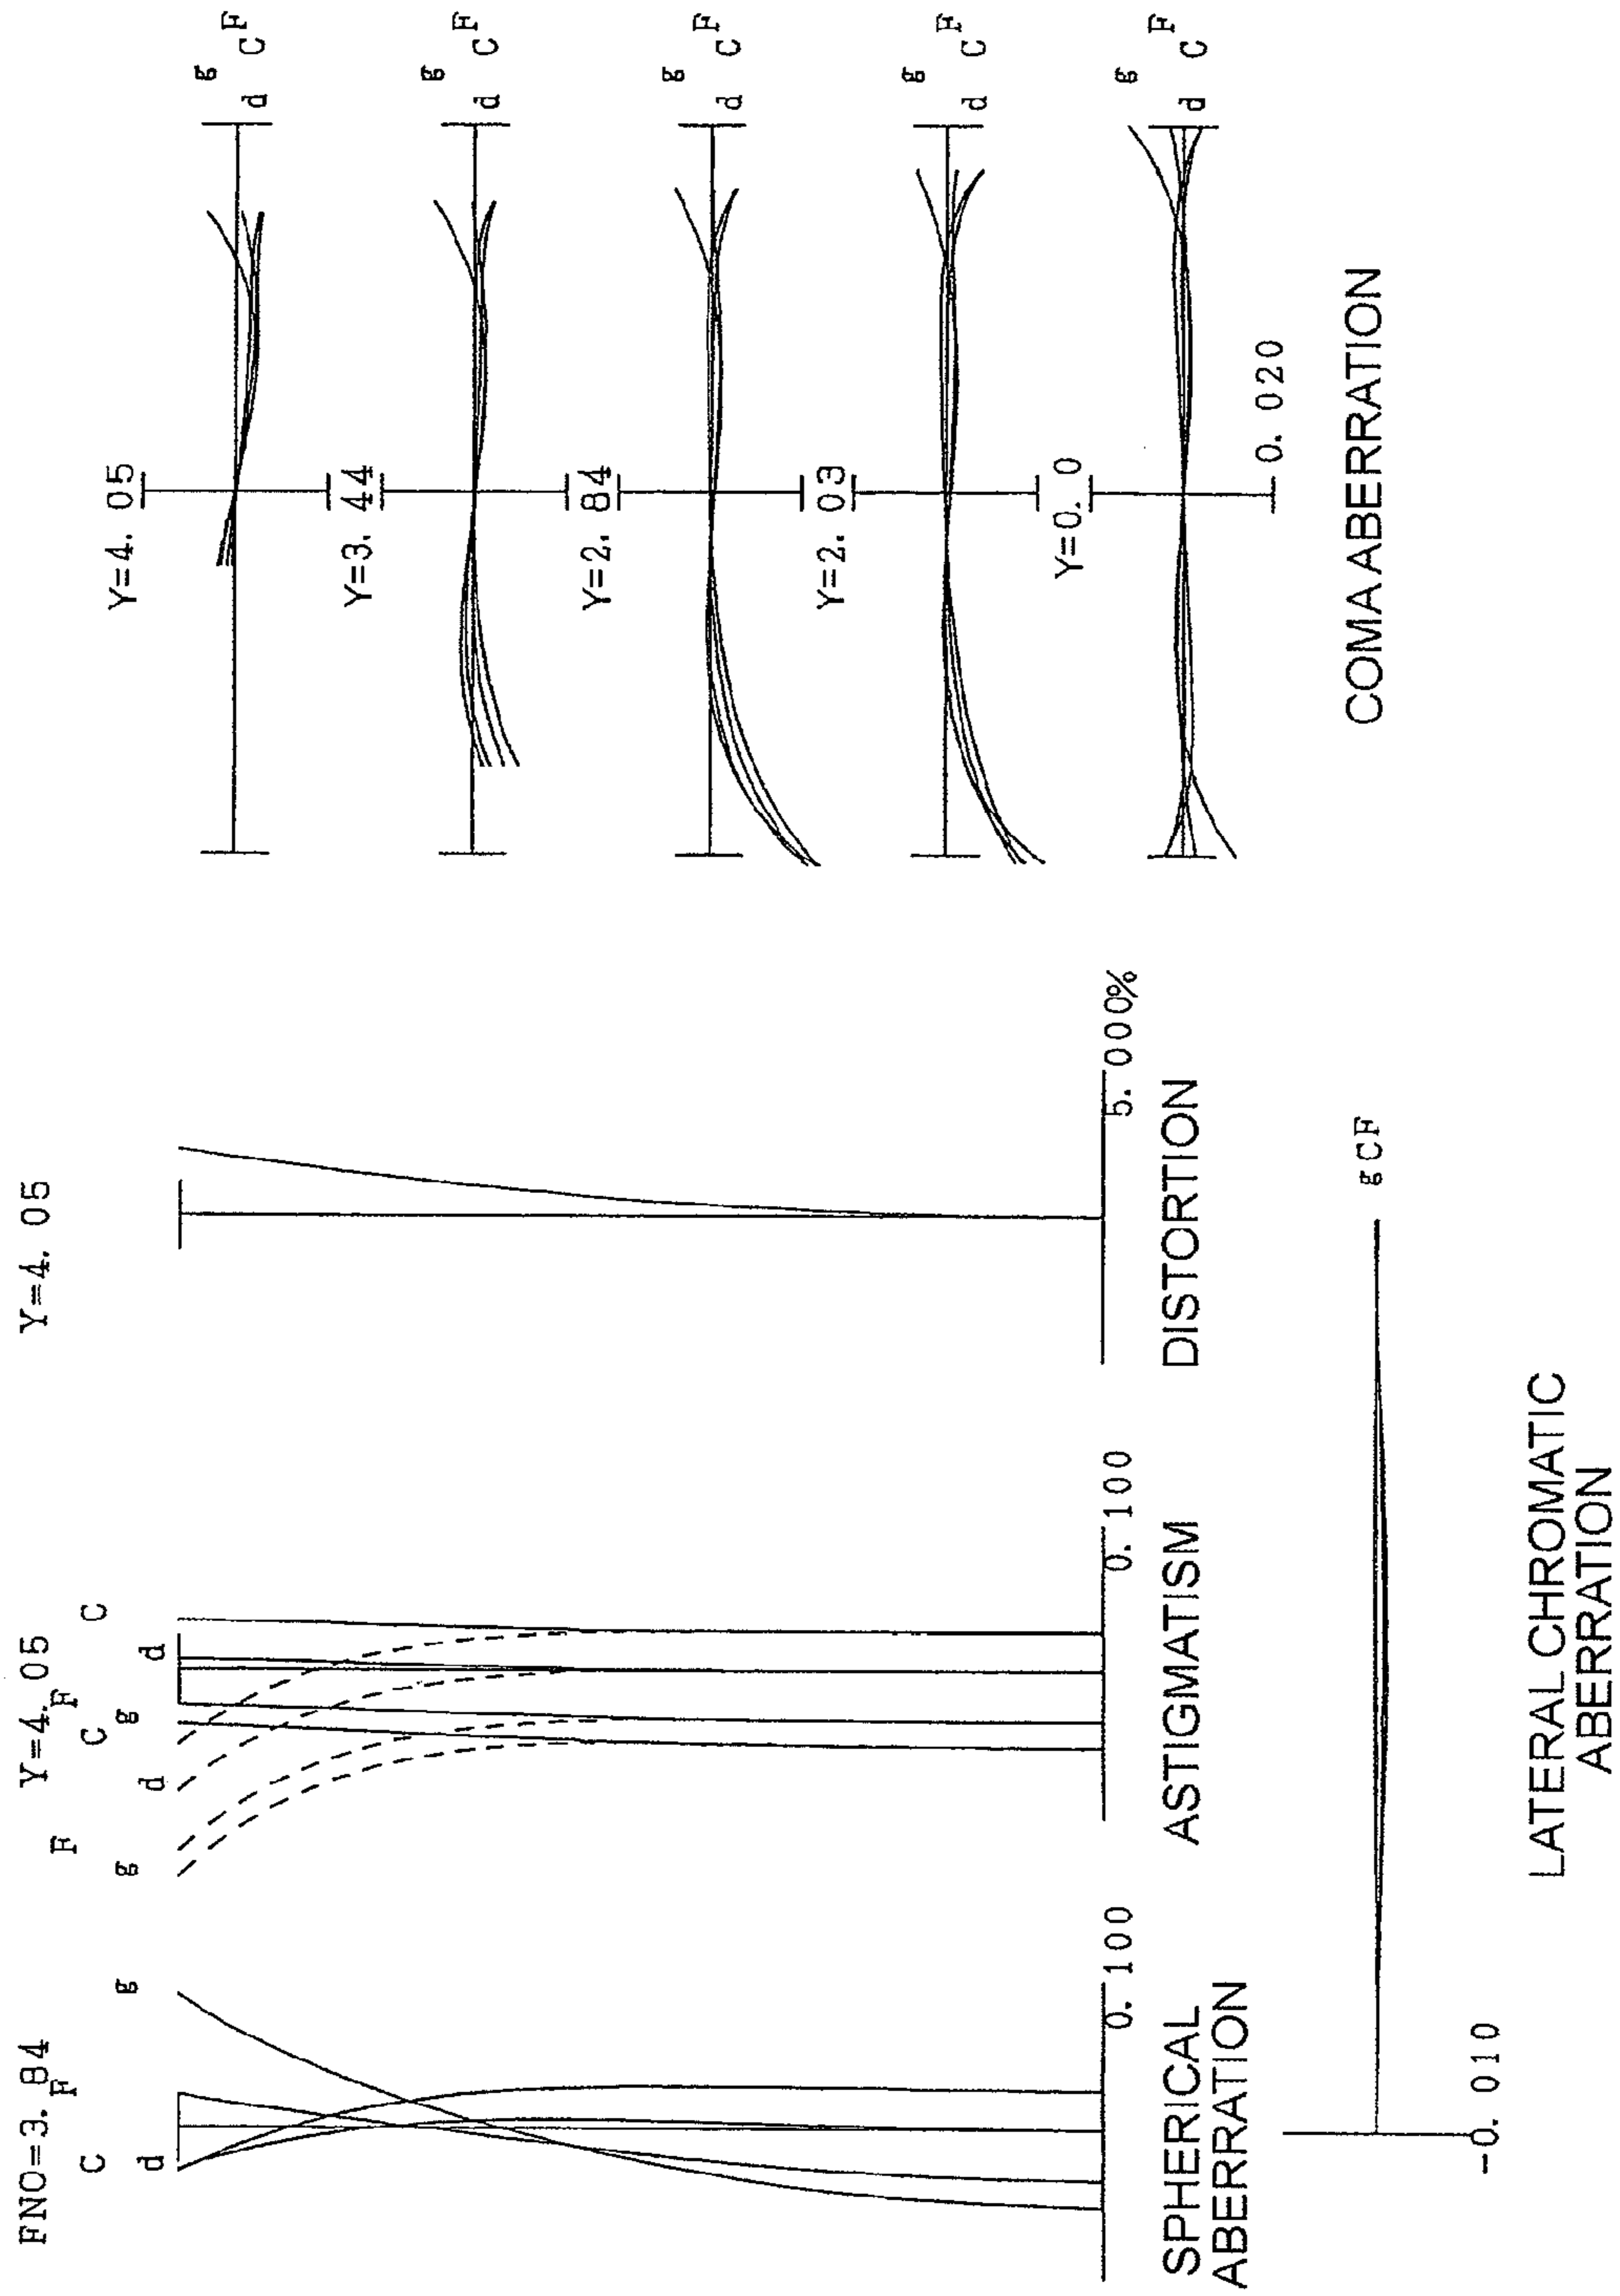 FNO=3. 84
F
C
d
g
0. 100
SPHERICAL
ABERRATION
Y=4. 05
F
F
C
C
g
d
d
g
0. 100
ASTIGMATISM
Y=4. 05
5. 000%
DISTORTION
Y=4. 05
g
d
C
F
Y=3. 44
g
d
C
F
Y=2. 84
g
d
C
F
Y=2. 03
g
d
C
F
Y=0. 0
g
d
C
F
0. 020
COMA ABERRATION
g C F
-0. 010
LATERAL CHROMATIC
ABERRATION